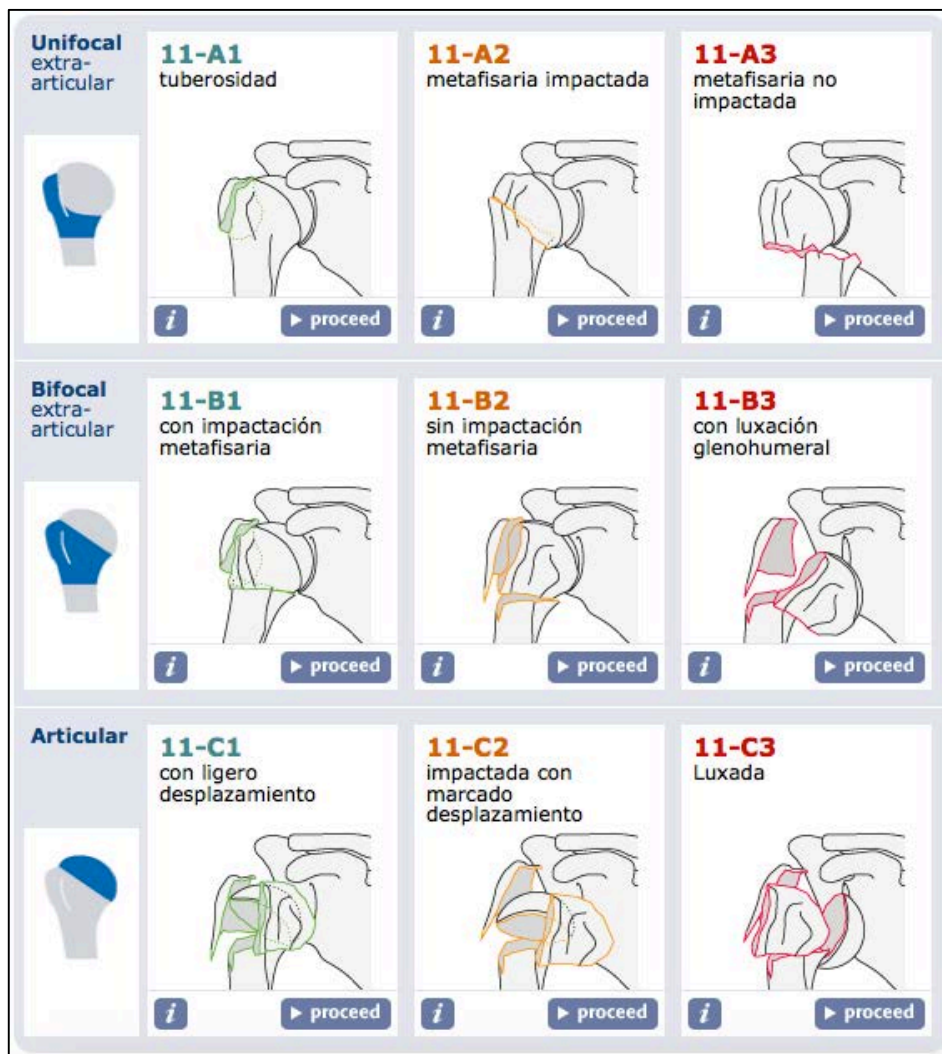 Unifocal
extra-
articular
11-A1
tuberosidad
i
proceed
11-A2
metafisaria impactada
i
proceed
11-A3
metafisaria no
impactada
i
proceed
Bifocal
extra-
articular
11-B1
con impactación
metafisaria
i
proceed
11-B2
sin impactación
metafisaria
i
proceed
11-B3
con luxación
glenohumeral
i
proceed
Articular
11-C1
con ligero
desplazamiento
i
proceed
11-C2
impactada con
marcado
desplazamiento
i
proceed
11-C3
Luxada
i
proceed